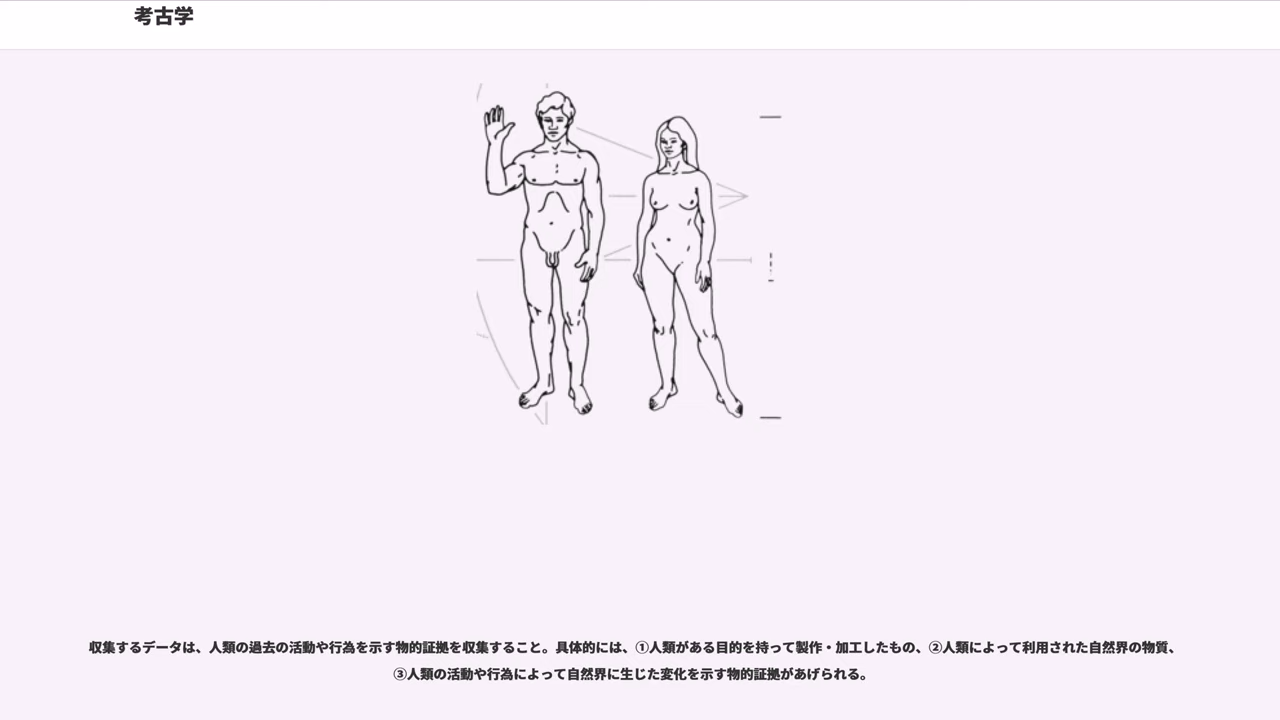 考古学
収集するデータは、人類の過去の活動や行為を示す物的証拠を収集すること。具体的には、①人類がある目的を持って製作・加工したもの、②人類によって利用された自然界の物質、
③人類の活動や行為によって自然界に生じた変化を示す物的証拠があげられる。